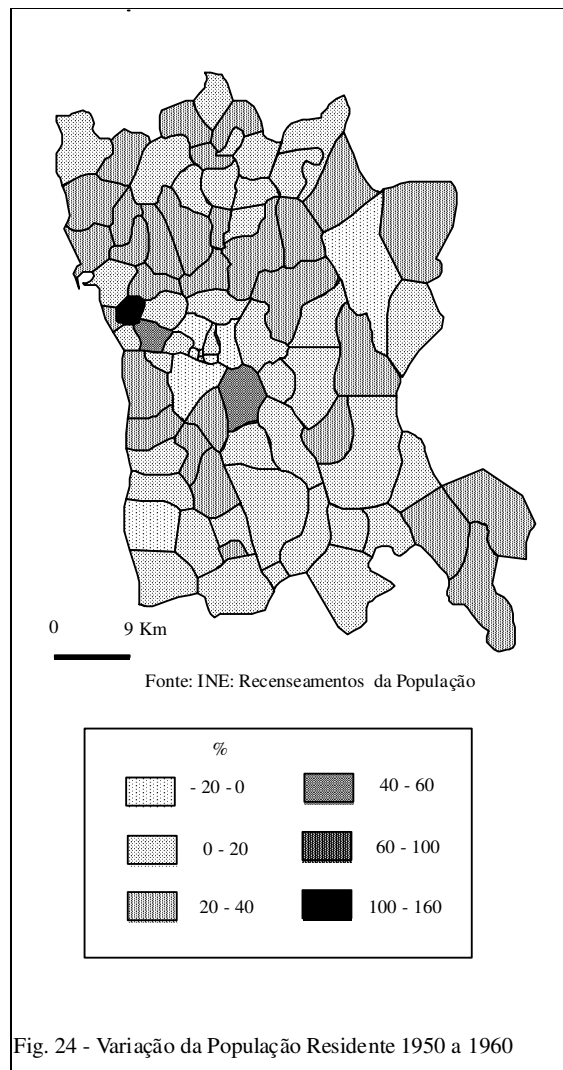 0 9 Km
Fonte: INE: Recenseamentos da População
%
- 20 - 0 40 - 60
0 - 20 60 - 100
20 - 40 100 - 160
Fig. 24 - Variação da População Residente 1950 a 1960